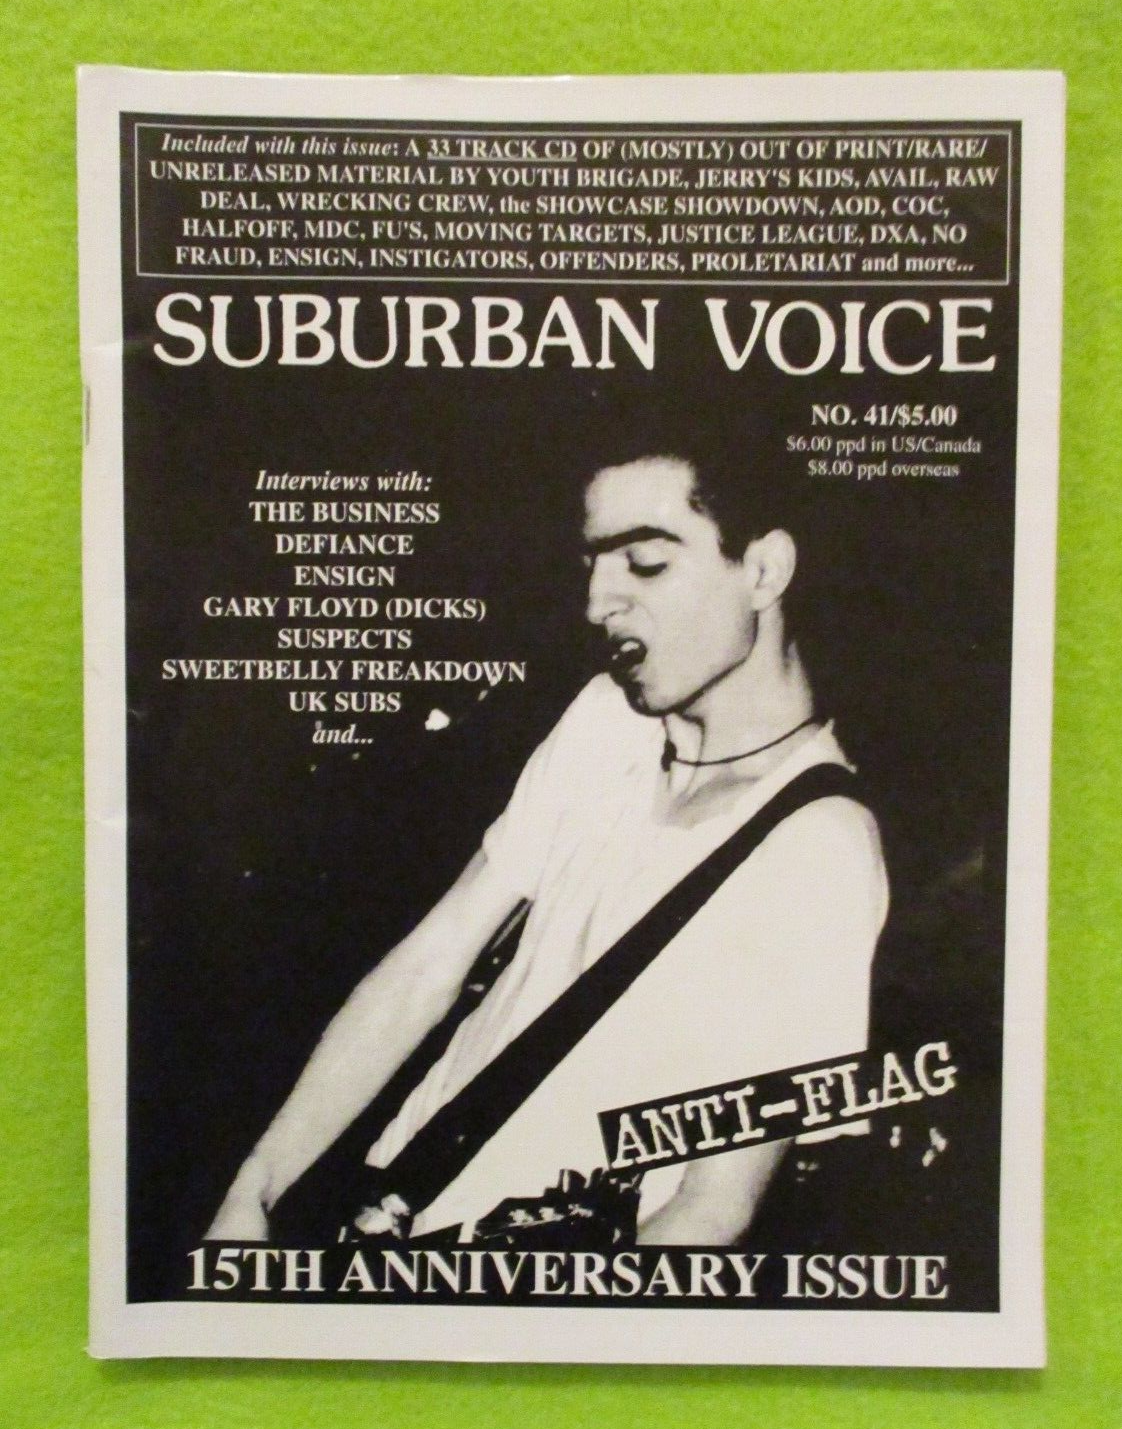 Included with this issue: A 33 TRACK CD OF (MOSTLY) OUT OF PRINT/RARE/
UNRELEASED MATERIAL BY YOUTH BRIGADE, JERRY'S KIDS, AVAIL, RAW
DEAL, WRECKING CREW, the SHOWCASE SHOWDOWN, AOD, COC,
HALFOFF, MDC, FU'S, MOVING TARGETS, JUSTICE LEAGUE, DXA, NO
FRAUD, ENSIGN, INSTIGATORS, OFFENDERS, PROLETARIAT and more...
SUBURBAN VOICE
NO. 41/$5.00
$6.00 ppd in US/Canada
$8.00 ppd overseas
Interviews with:
THE BUSINESS
DEFIANCE
ENSIGN
GARY FLOYD (DICKS)
SUSPECTS
SWEETBELLY FREAKDOWN
UK SUBS
and...
ANTI-FLAG
15TH ANNIVERSARY ISSUE